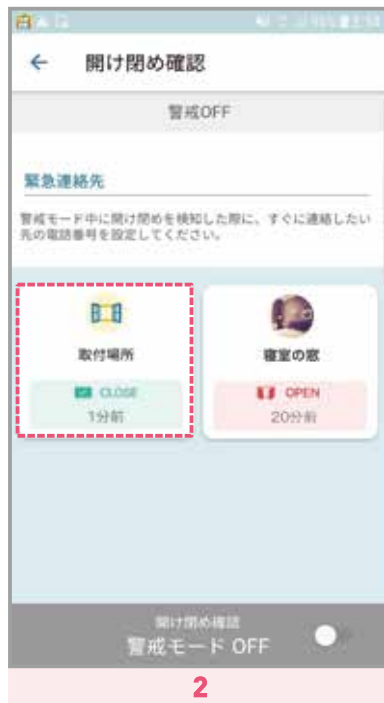 ← 開け閉め確認
警戒OFF
緊急連絡先
警戒モード中に開け閉めを検知した際に、すぐに連絡したい
先の電話番号を設定してください。
取付場所
CLOSE
1分前
寝室の窓
OPEN
20分前
開け閉め確認
警戒モード OFF
2